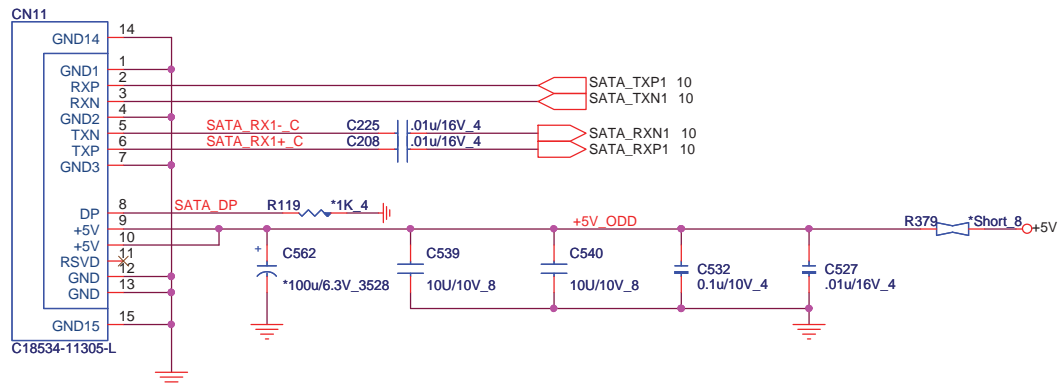 CN11
GND14 14
GND1 1
RXP 2
SATA_TXP1 10
RXN 3
SATA_TXN1 10
GND2 4
TXN 5 SATA_RX1-_C C225 .01u/16V_4 SATA_RXN1 10
TXP 6 SATA_RX1+_C C208 .01u/16V_4 SATA_RXP1 10
GND3 7
DP 8 SATA_DP R119 *1K_4
+5V 9 +5V_ODD R379 *Short_8 +5V
+5V 10
RSVD 11
GND 12
GND 13
+ C562 C539 C540 C532 C527
*100u/6.3V_3528 10U/10V_8 10U/10V_8 0.1u/10V_4 .01u/16V_4
GND15 15
C18534-11305-L